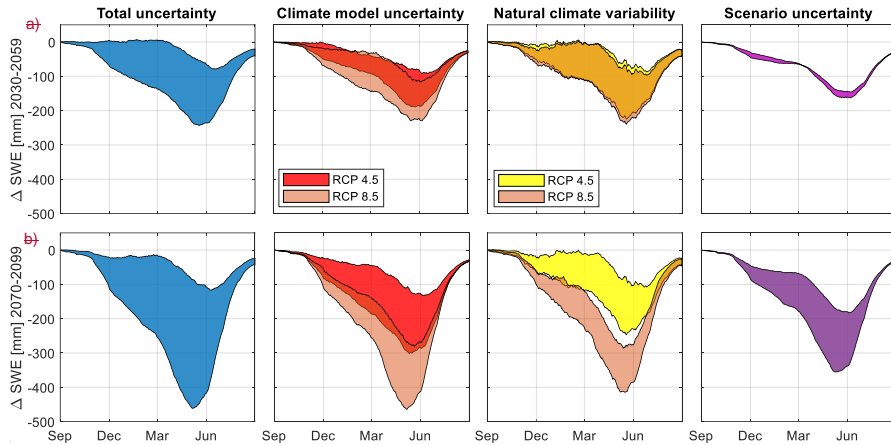 Total uncertainty
Climate model uncertainty
Natural climate variability
Scenario uncertainty
a)
Δ SWE [mm] 2030-2059
0
-100
-200
-300
-400
-500
RCP 4.5
RCP 8.5
RCP 4.5
RCP 8.5
b)
Δ SWE [mm] 2070-2099
0
-100
-200
-300
-400
-500
Sep Dec Mar Jun
Sep Dec Mar Jun
Sep Dec Mar Jun
Sep Dec Mar Jun